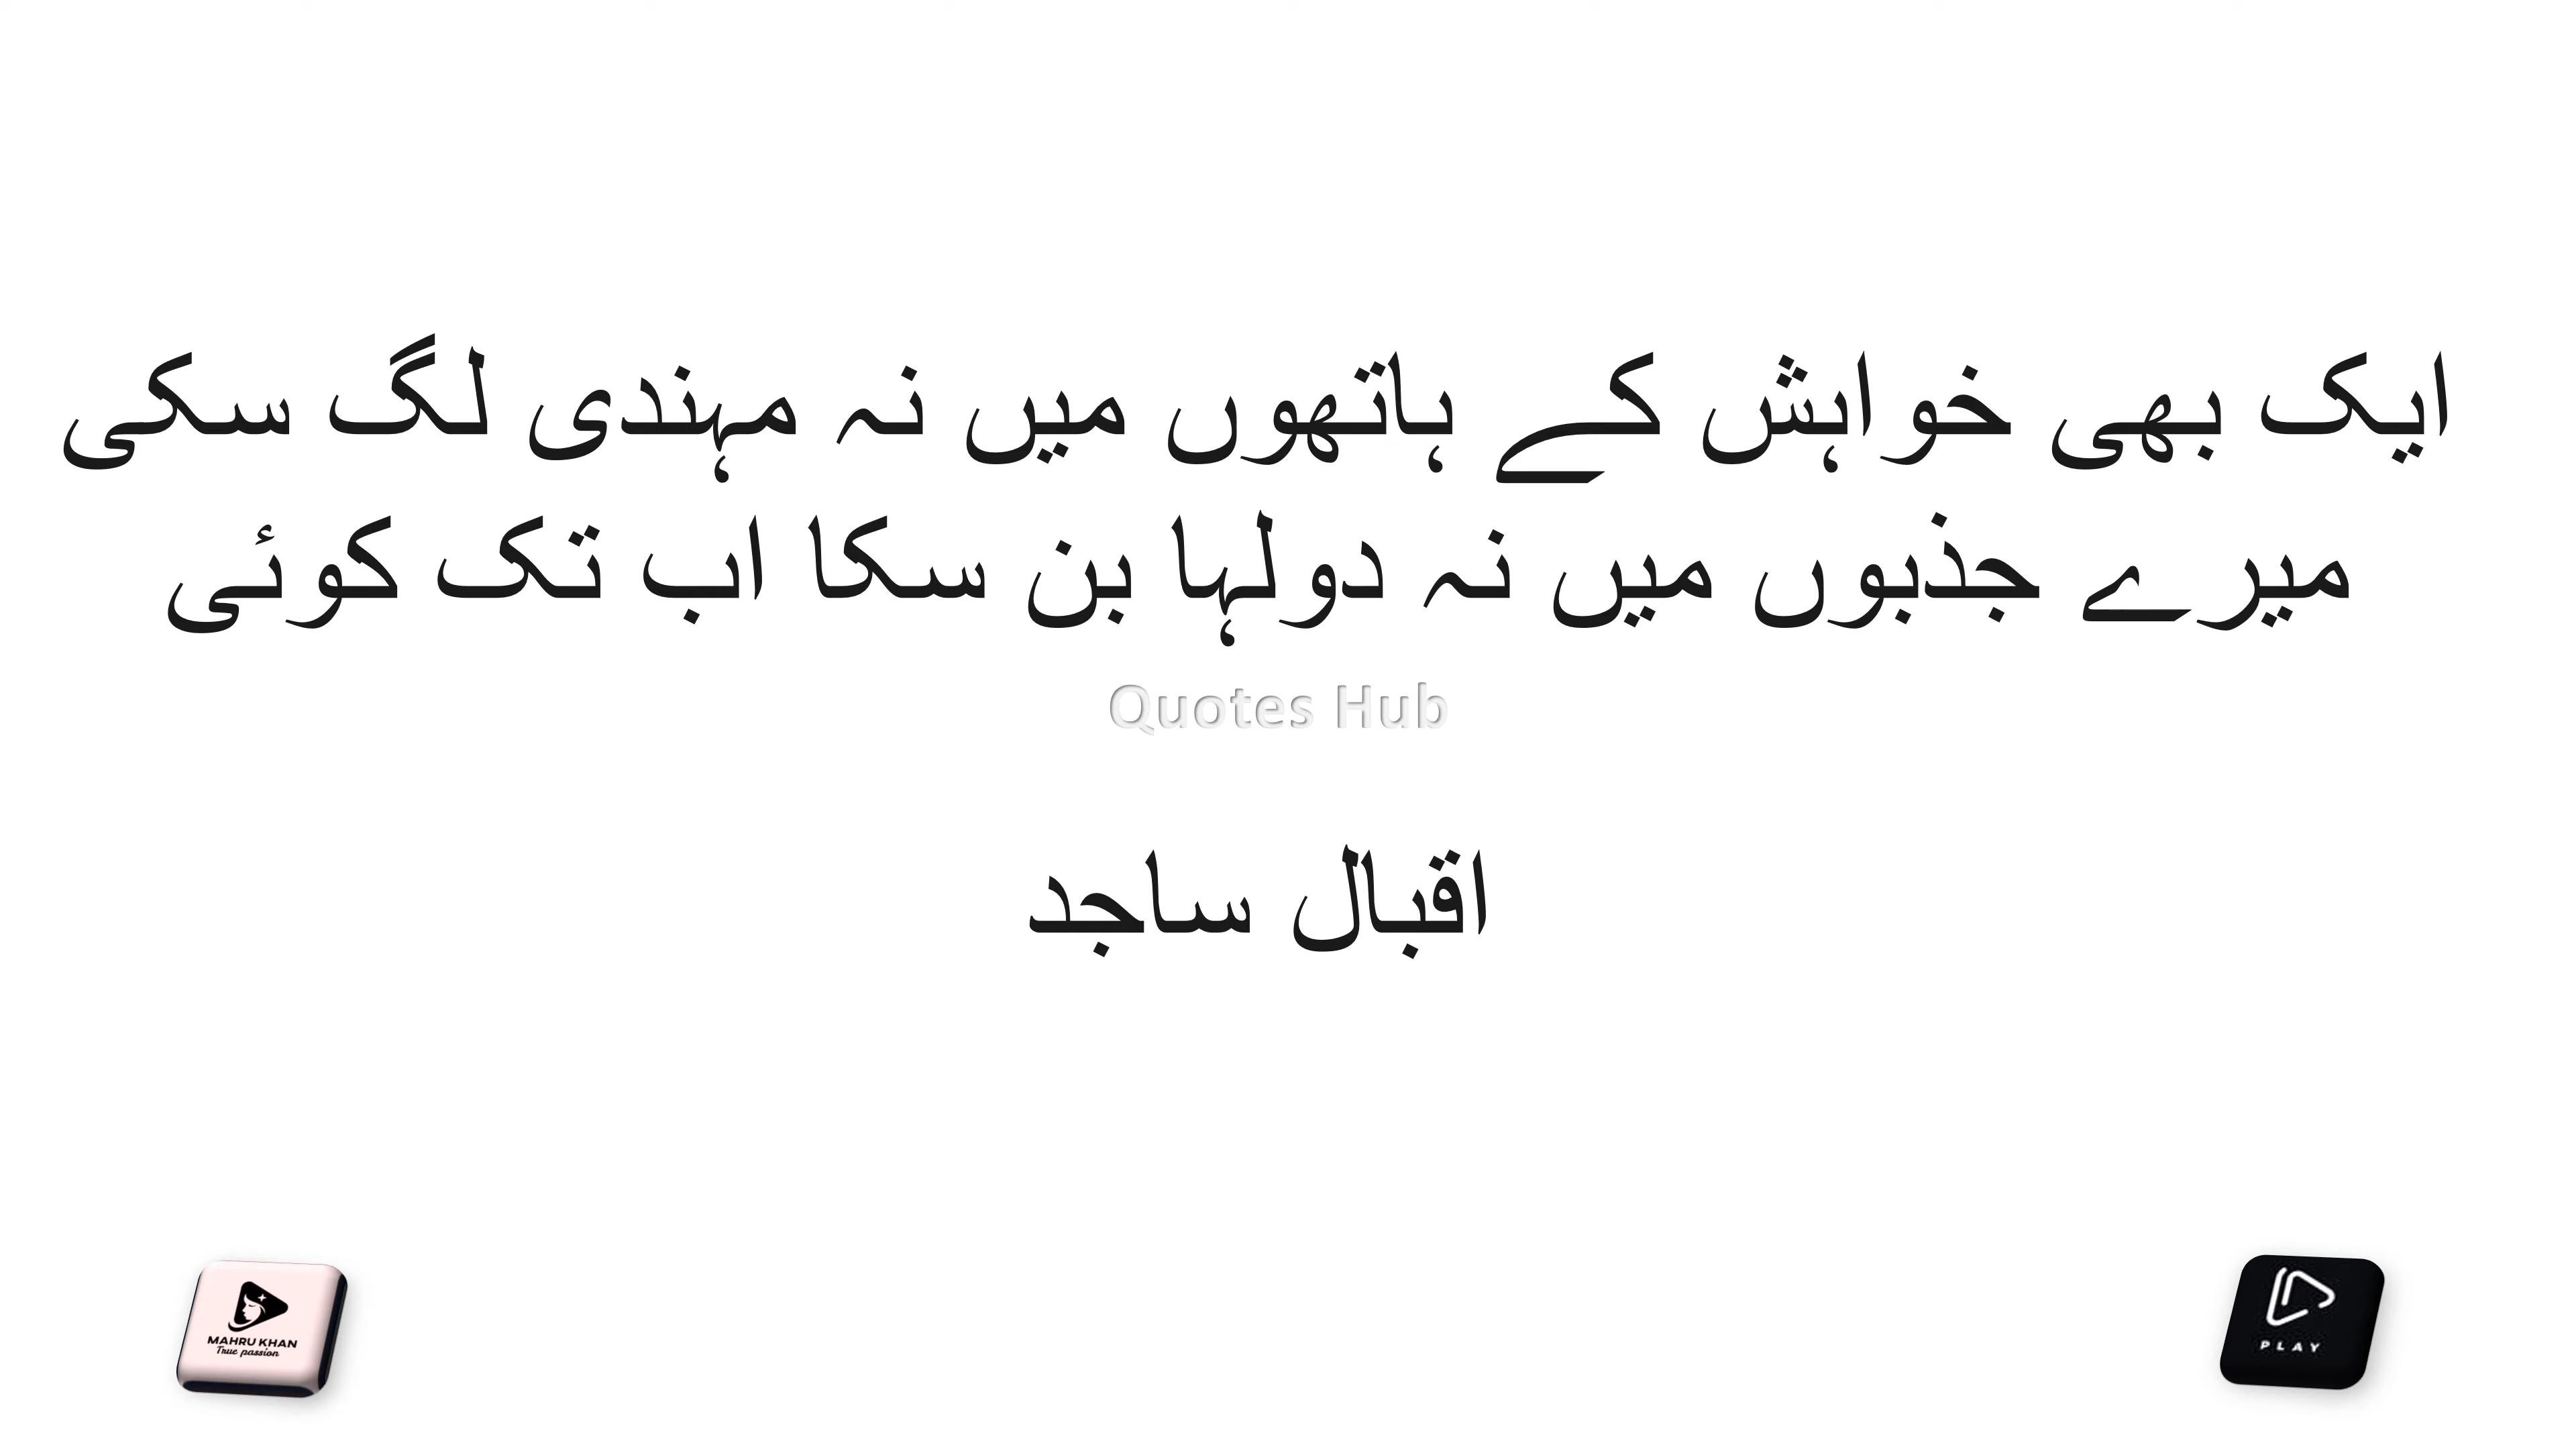 ایک بھی خواہش کے ہاتھوں میں نہ مہندی لگ سکی
میرے جذبوں میں نہ دولہا بن سکا اب تک کوئی
Quotes Hub
اقبال ساجد
MAHRU KHAN
True passion
PLAY